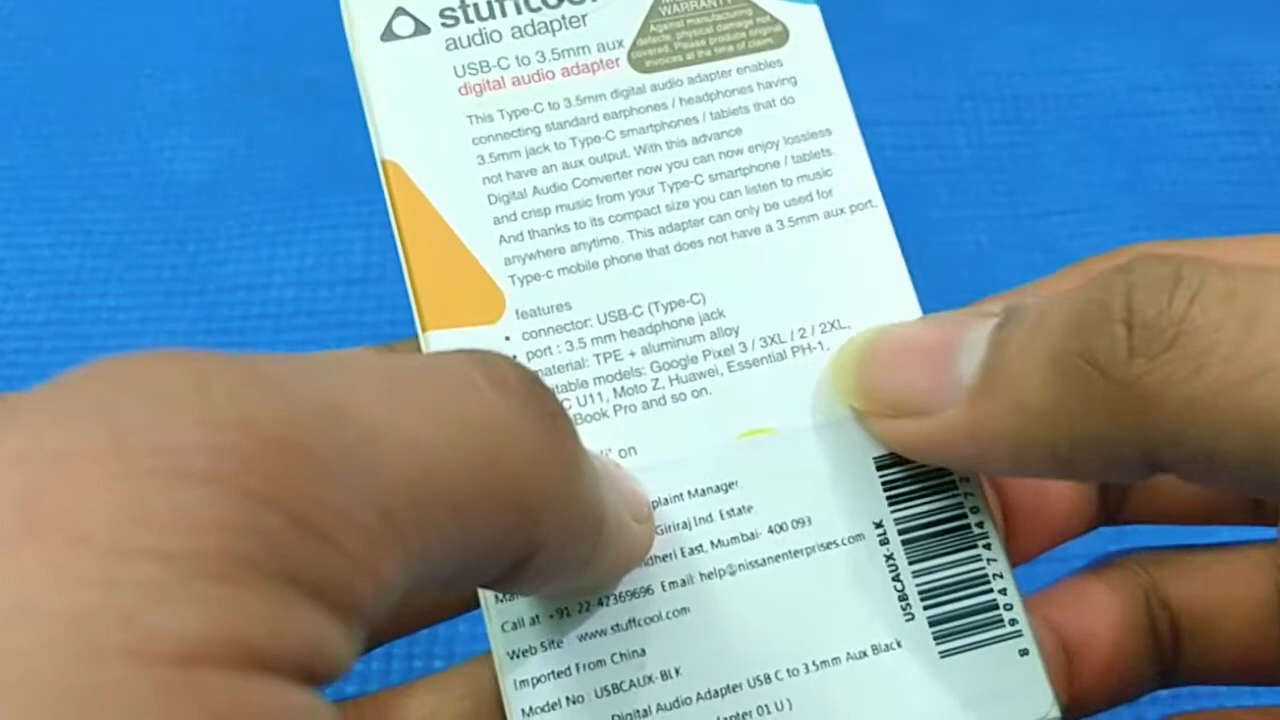 stuffcool
audio adapter
USB-C to 3.5mm aux
digital audio adapter
WARRANTY
Against manufacturing
defects, physical damage not
covered. Please produce original
invoices at the time of claim.
This Type-C to 3.5mm digital audio adapter enables
connecting standard earphones / headphones having
3.5mm jack to Type-C smartphones / tablets that do
not have an aux output. With this advance
Digital Audio Converter now you can now enjoy lossless
and crisp music from your Type-C smartphone / tablets.
And thanks to its compact size you can listen to music
anywhere anytime. This adapter can only be used for
Type-c mobile phone that does not have a 3.5mm aux port.
features
• connector: USB-C (Type-C)
• port : 3.5 mm headphone jack
material: TPE + aluminum alloy
models: Google Pixel 3 / 3XL / 2 / 2XL,
U11, Moto Z, Huawei, Essential PH-1,
Book Pro and so on.
on
Manager,
Giriraj Ind. Estate,
East, Mumbai- 400 093
Call at +91-22-42369696 Email: help@nissanenterprises.com
Web Site : www.stuffcool.com
Imported From China
Model No : USBCAUX-BLK
Digital Audio Adapter USB C to 3.5mm Aux Black
01 U )
USBCAUX-BLK